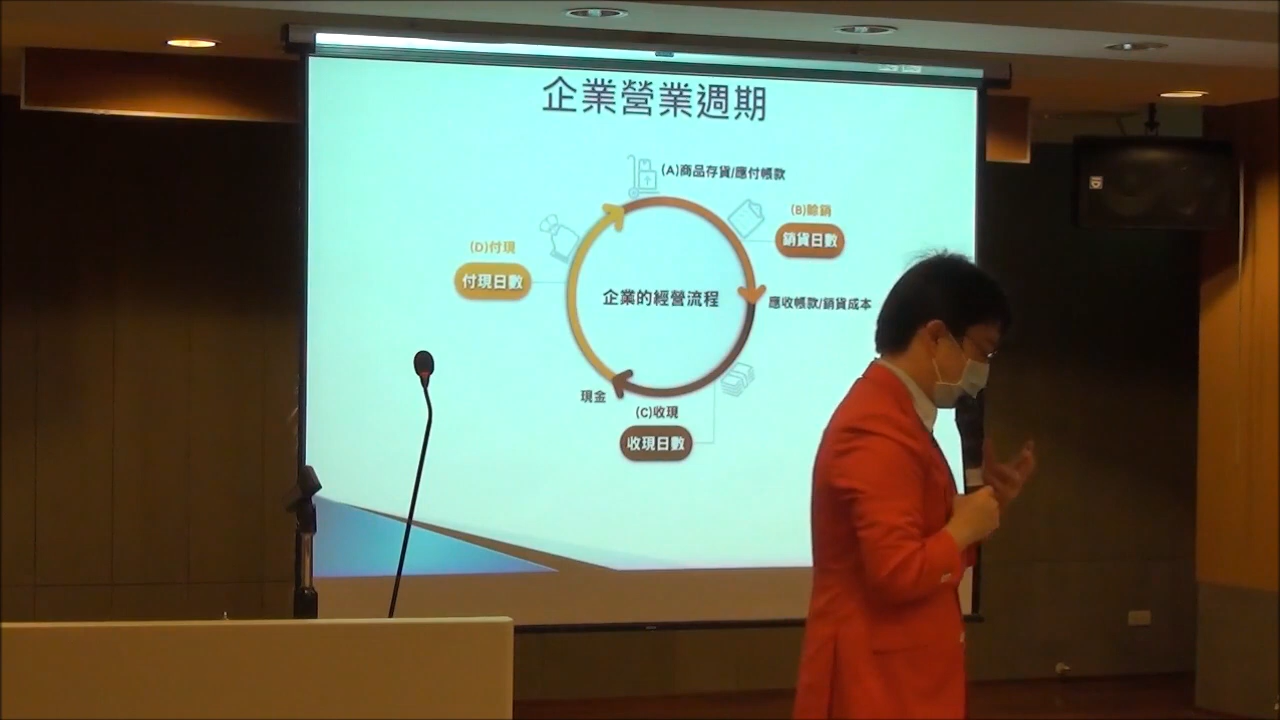 企業營業週期
(A)商品存貨/應付帳款
(B)賒銷
銷貨日數
(D)付現
付現日數
企業的經營流程
應收帳款/銷貨成本
現金
(C)收現
收現日數